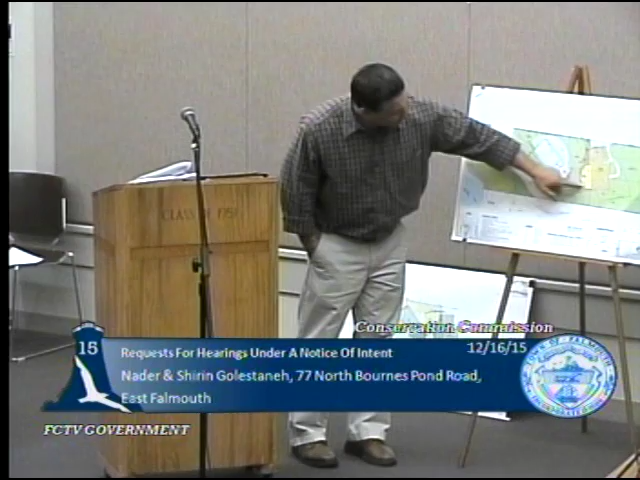 CLASS OF 1959
Conservation Commission
15
Requests For Hearings Under A Notice Of Intent
12/16/15
Nader & Shirin Golestaneh, 77 North Bournes Pond Road,
East Falmouth
FCTV GOVERNMENT